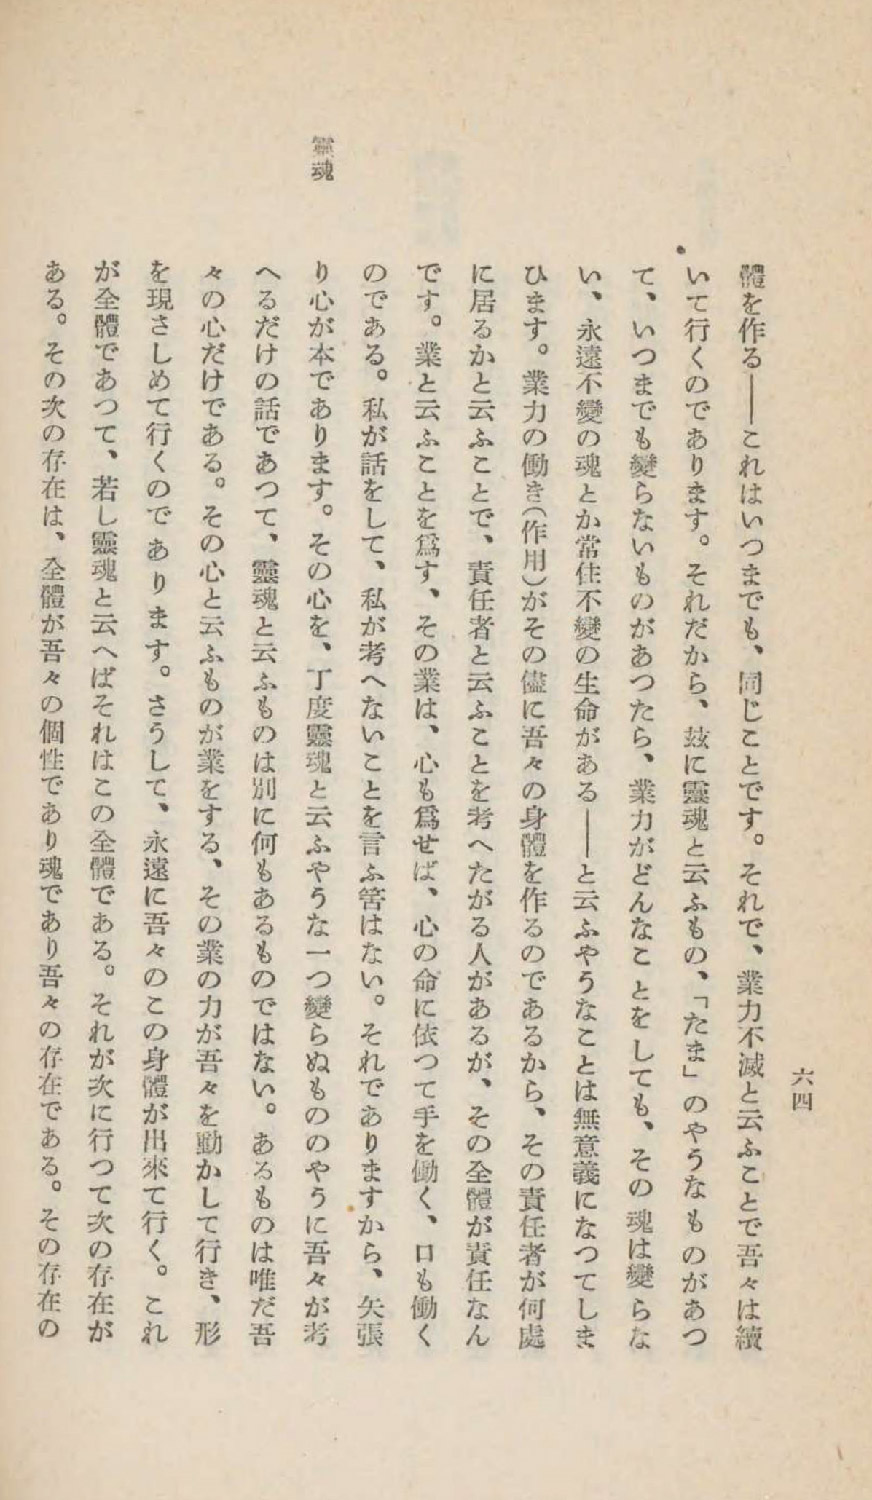 六四
體を作る――これはいつまでも、同じことです。それで、業力不滅と云ふことで吾々は續
いて行くのであります。それだから、玆に靈魂と云ふもの、「たま」のやうなものがあつ
て、いつまでも變らないものがあつたら、業力がどんなことをしても、その魂は變らな
い、永遠不變の魂とか常住不變の生命がある――と云ふやうなことは無意義になつてしま
ひます。業力の働き（作用）がその儘に吾々の身體を作るのであるから、その責任者が何處
に居るかと云ふことで、責任者と云ふことを考へたがる人があるが、その全體が責任なん
です。業と云ふことを爲す、その業は、心も爲せば、心の命に依つて手を働く、口も働く
のである。私が話をして、私が考へないことを言ふ筈はない。それでありますから、矢張
靈魂
り心が本であります。その心を、丁度靈魂と云ふやうな一つ變らぬもののやうに吾々が考
へるだけの話であつて、靈魂と云ふものは別に何もあるものではない。あるものは唯だ吾
々の心だけである。その心と云ふものが業をする、その業の力が吾々を動かして行き、形
を現さしめて行くのであります。さうして、永遠に吾々のこの身體が出來て行く。これ
が全體であつて、若し靈魂と云へばそれはこの全體である。それが次に行つて次の存在が
ある。その次の存在は、全體が吾々の個性であり魂であり吾々の存在である。その存在の